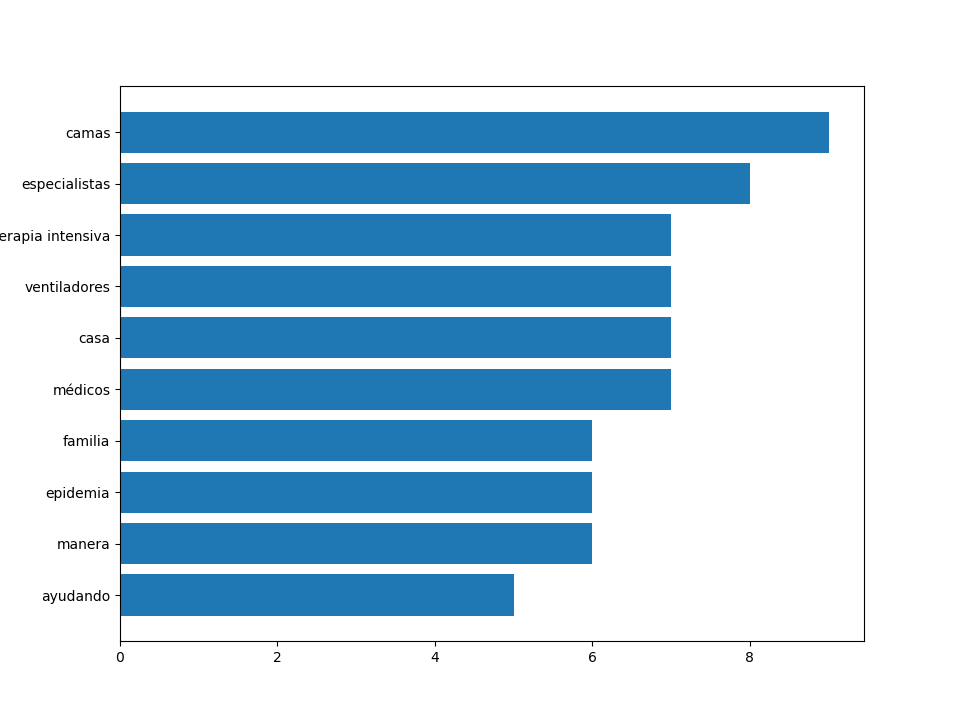 camas
especialistas
erapia intensiva
ventiladores
casa
médicos
familia
epidemia
manera
ayudando
0 2 4 6 8